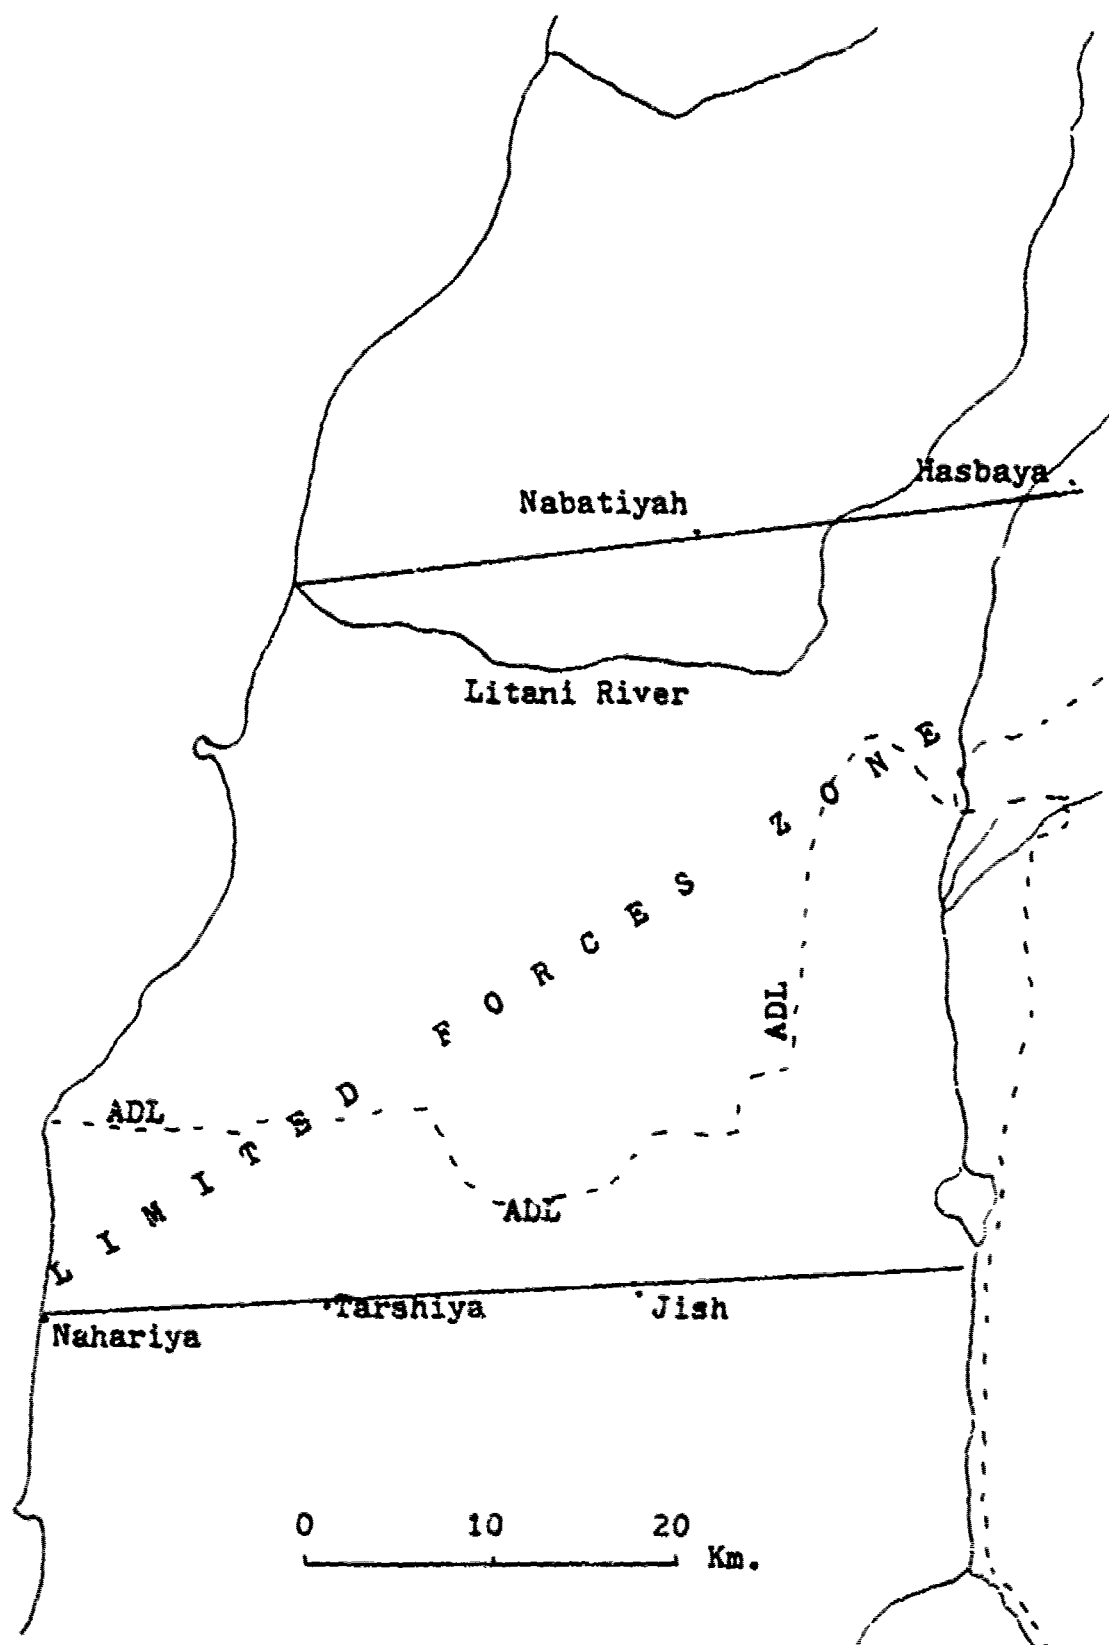 Hasbaya
Nabatiyah
Litani River
LIMITED FORCES ZONE
ADL
ADL
ADL
Tarshiya
Jish
Nahariya
0 10 20
Km.